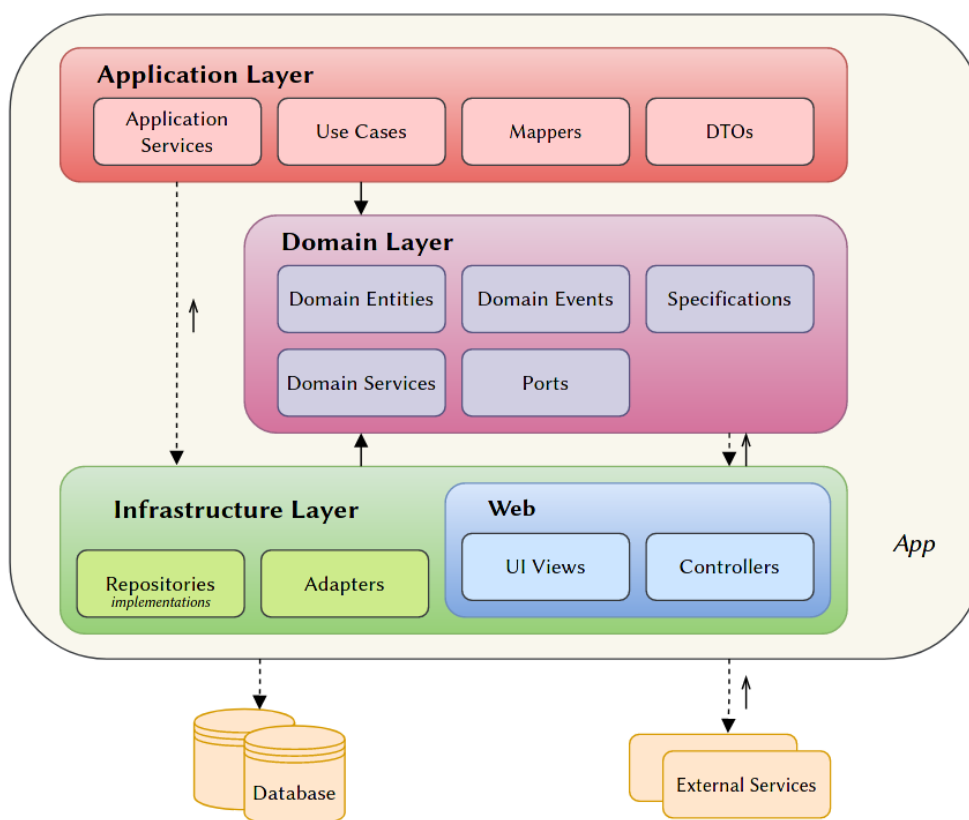 Application Layer
Application
Services
Use Cases
Mappers
DTOs
Domain Layer
Domain Entities
Domain Events
Specifications
Domain Services
Ports
Infrastructure Layer
Repositories
implementations
Adapters
Web
UI Views
Controllers
App
Database
External Services